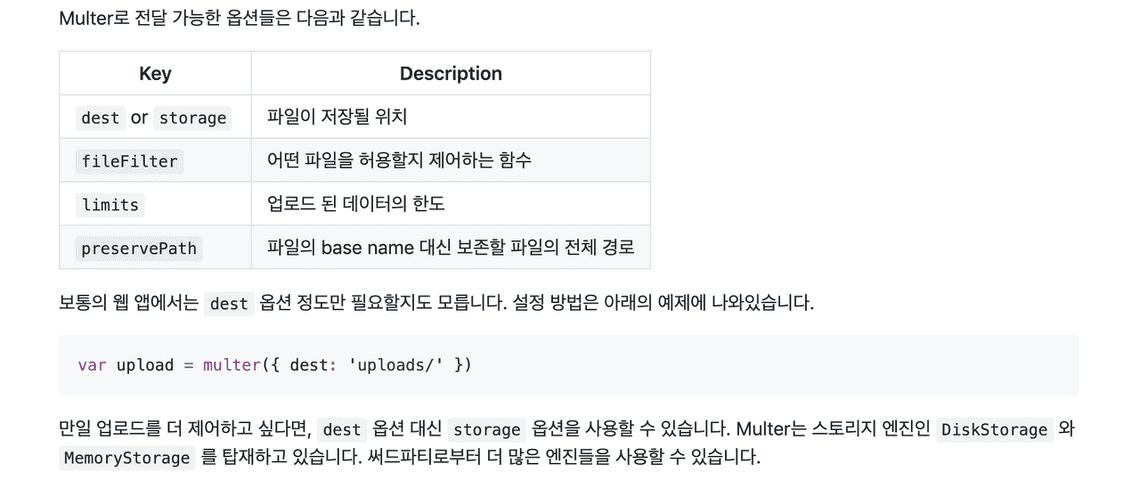 Multer로 전달 가능한 옵션들은 다음과 같습니다.
Key Description
dest or storage 파일이 저장될 위치
fileFilter 어떤 파일을 허용할지 제어하는 함수
limits 업로드 된 데이터의 한도
preservePath 파일의 base name 대신 보존할 파일의 전체 경로
보통의 웹 앱에서는 dest 옵션 정도만 필요할지도 모릅니다. 설정 방법은 아래의 예제에 나와있습니다.
var upload = multer({ dest: 'uploads/' })
만일 업로드를 더 제어하고 싶다면, dest 옵션 대신 storage 옵션을 사용할 수 있습니다. Multer는 스토리지 엔진인 DiskStorage 와
MemoryStorage 를 탑재하고 있습니다. 써드파티로부터 더 많은 엔진들을 사용할 수 있습니다.